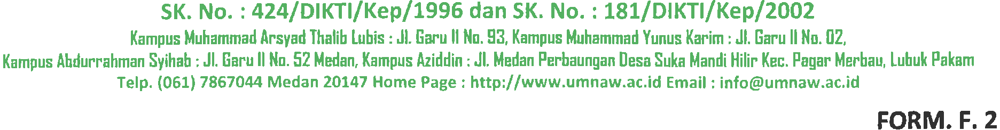 SK. No. : 424/DIKTI/Kep/1996 dan SK. No. : 181/DIKTI/Kep/2002
Kampus Muhammad Arsyad Thalib Lubis : Jl. Garu II No. 93, Kampus Muhammad Yunus Karim : Jl. Garu II No. 02,
Kampus Abdurrahman Syihab : Jl. Garu II No. 52 Medan, Kampus Aziddin : Jl. Medan Perbaungan Desa Suka Mandi Hilir Kec. Pagar Merbau, Lubuk Pakam
Telp. (061) 7867044 Medan 20147 Home Page : http://www.umnaw.ac.id Email : info@umnaw.ac.id
FORM. F. 2